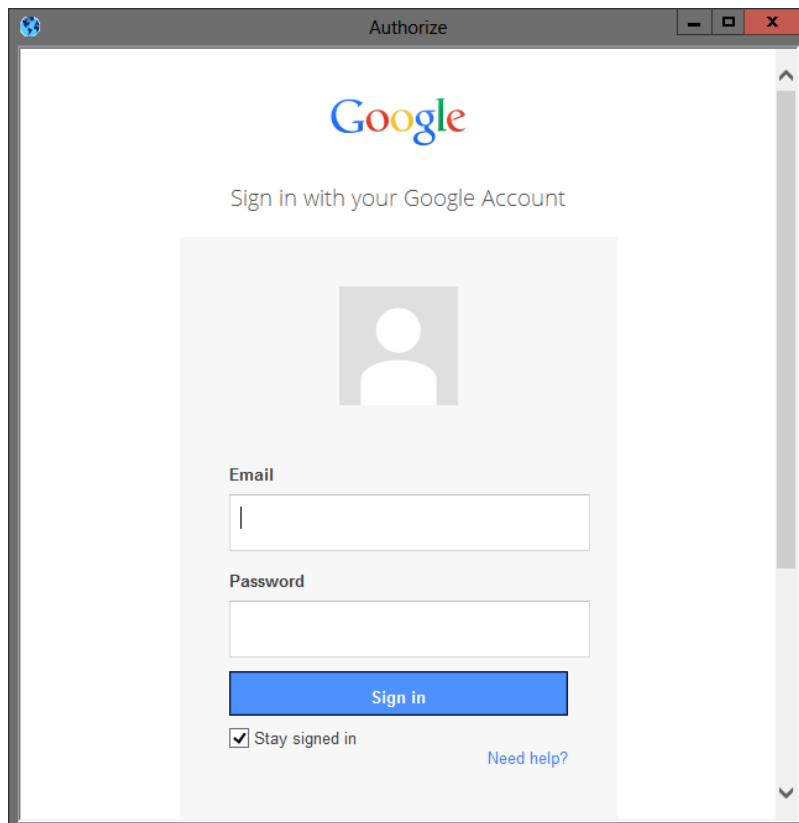 Authorize
Google
Sign in with your Google Account
Email
Password
Sign in
Stay signed in
Need help?